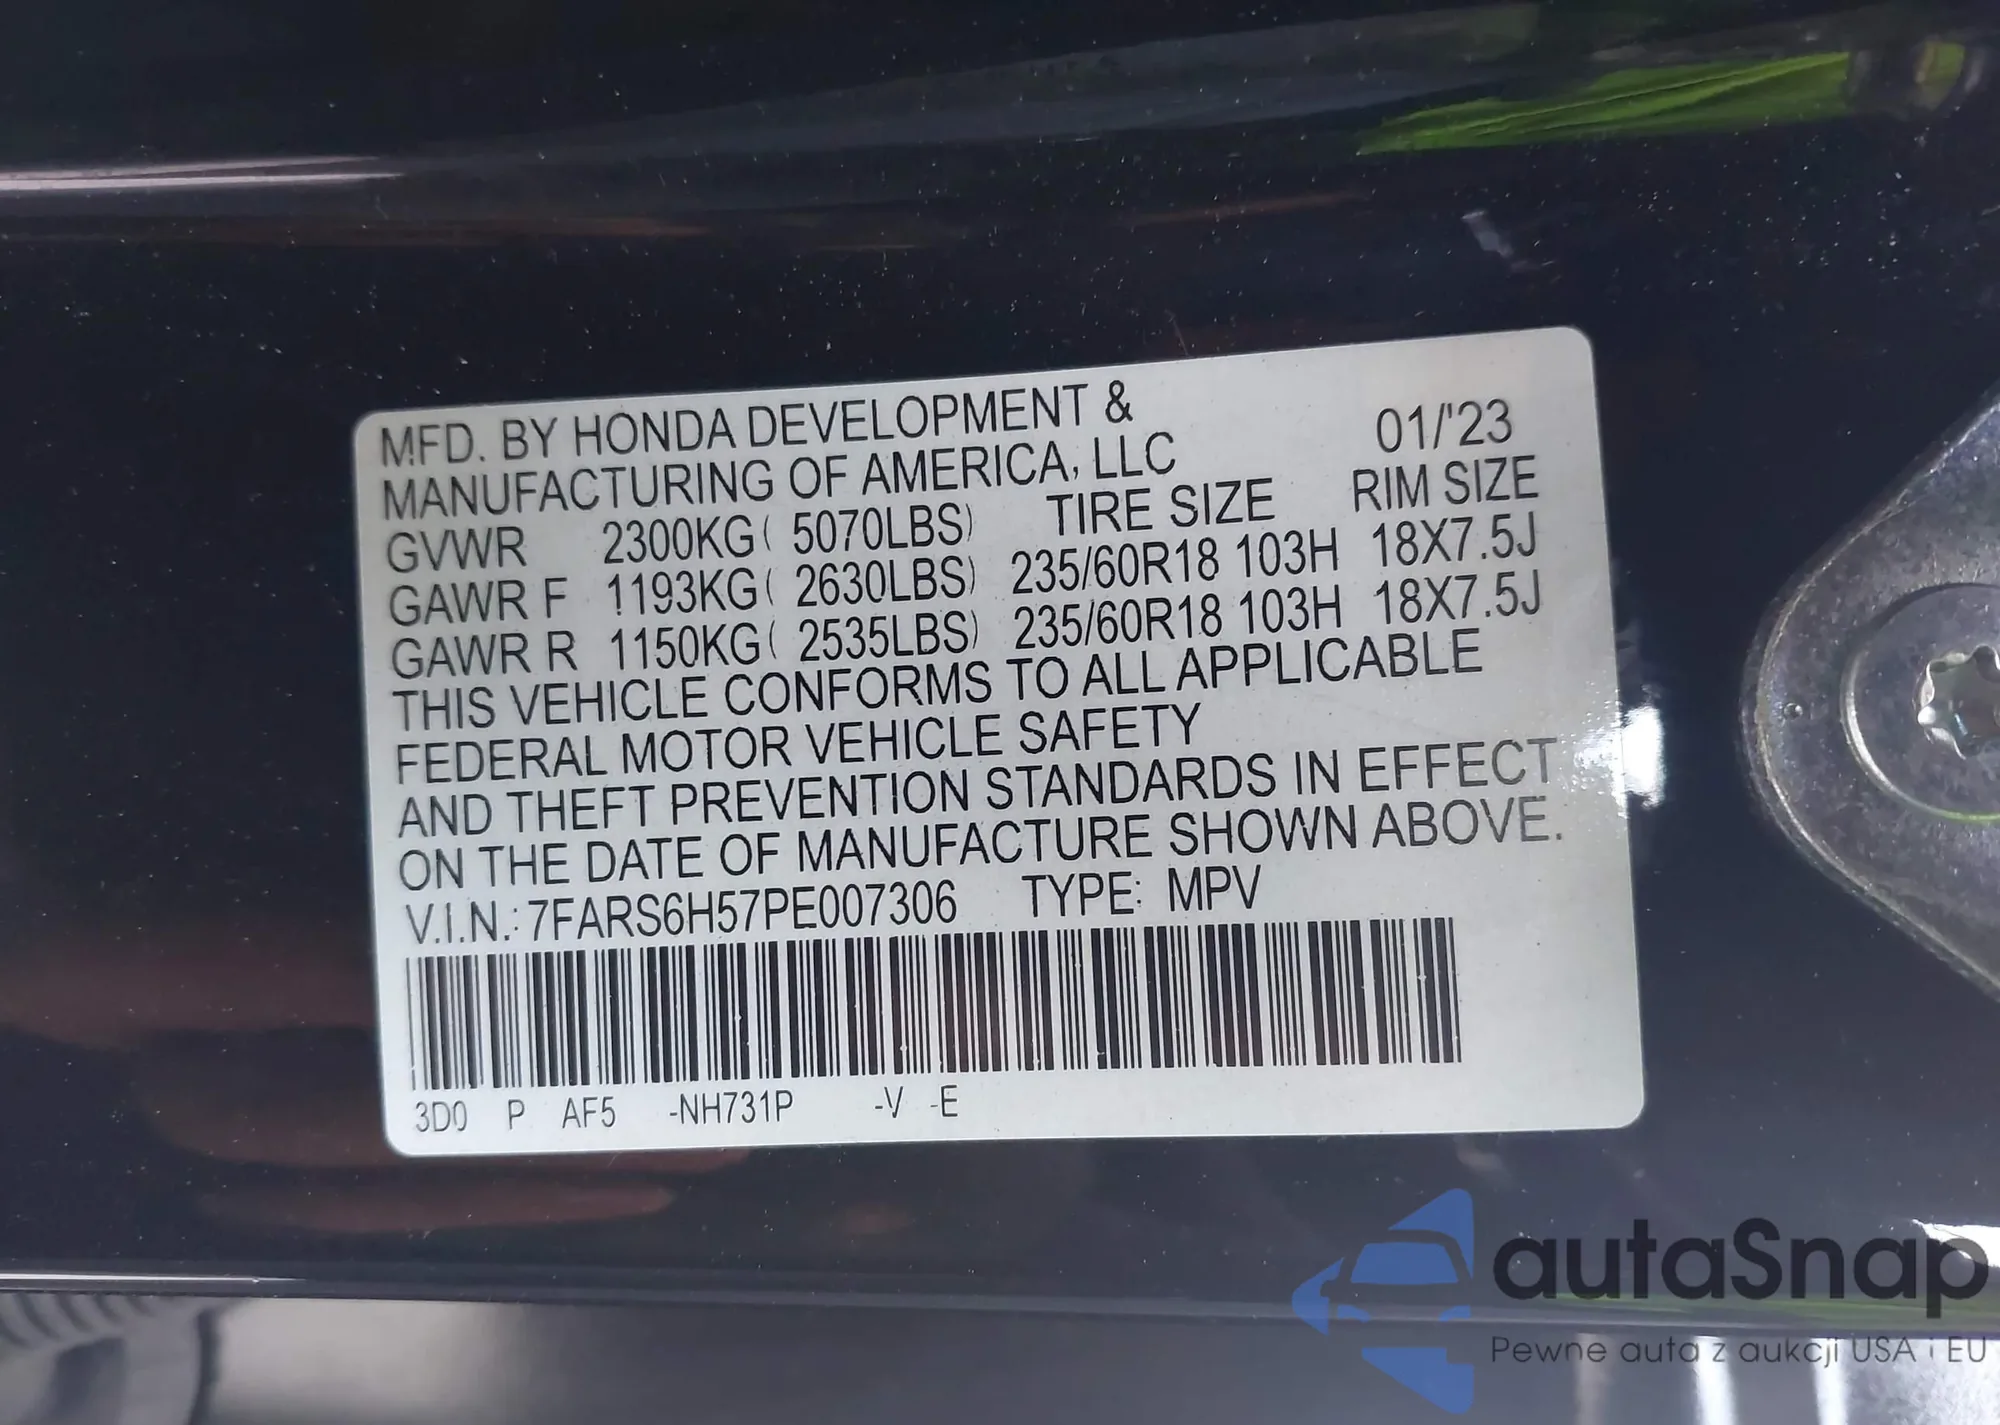 MFD. BY HONDA DEVELOPMENT &
MANUFACTURING OF AMERICA, LLC 01/'23
GVWR 2300KG( 5070LBS) TIRE SIZE RIM SIZE
GAWR F 1193KG( 2630LBS) 235/60R18 103H 18X7.5J
GAWR R 1150KG( 2535LBS) 235/60R18 103H 18X7.5J
THIS VEHICLE CONFORMS TO ALL APPLICABLE
FEDERAL MOTOR VEHICLE SAFETY
AND THEFT PREVENTION STANDARDS IN EFFECT
ON THE DATE OF MANUFACTURE SHOWN ABOVE.
V.I.N.: 7FARS6H57PE007306 TYPE: MPV
3D0 P AF5 -NH731P -V -E
autaSnap
Pewne auta z aukcji USA i EU